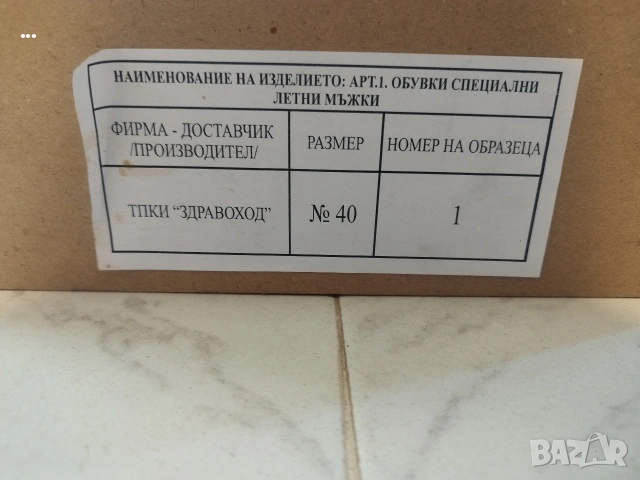 НАИМЕНОВАНИЕ НА ИЗДЕЛИЕТО: АРТ.1. ОБУВКИ СПЕЦИАЛНИ
ЛЕТНИ МЪЖКИ
ФИРМА - ДОСТАВЧИК
/ПРОИЗВОДИТЕЛ/
РАЗМЕР
НОМЕР НА ОБРАЗЕЦА
ТПКИ “ЗДРАВОХОД”
№ 40
1
BAZAR